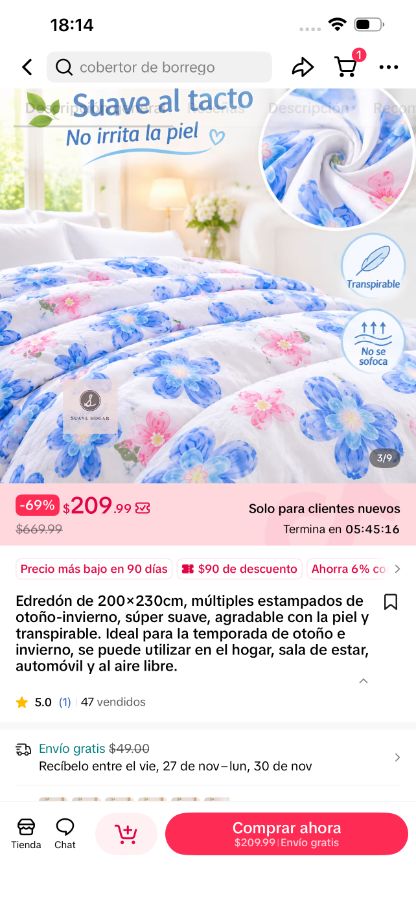 18:14
cobertor de borrego
1
Suave al tacto
Descripción
No irrita la piel
Transpirable
No se
sofoca
SUAVE HOGAR
3/9
-69% $209.99
Solo para clientes nuevos
$669.99
Termina en 05:45:16
Precio más bajo en 90 días
$90 de descuento
Ahorra 6% co
Edredón de 200×230cm, múltiples estampados de
otoño-invierno, súper suave, agradable con la piel y
transpirable. Ideal para la temporada de otoño e
invierno, se puede utilizar en el hogar, sala de estar,
automóvil y al aire libre.
5.0 (1) 47 vendidos
Envío gratis $49.00
Recíbelo entre el vie, 27 de nov–lun, 30 de nov
Tienda
Chat
Comprar ahora
$209.99 | Envío gratis